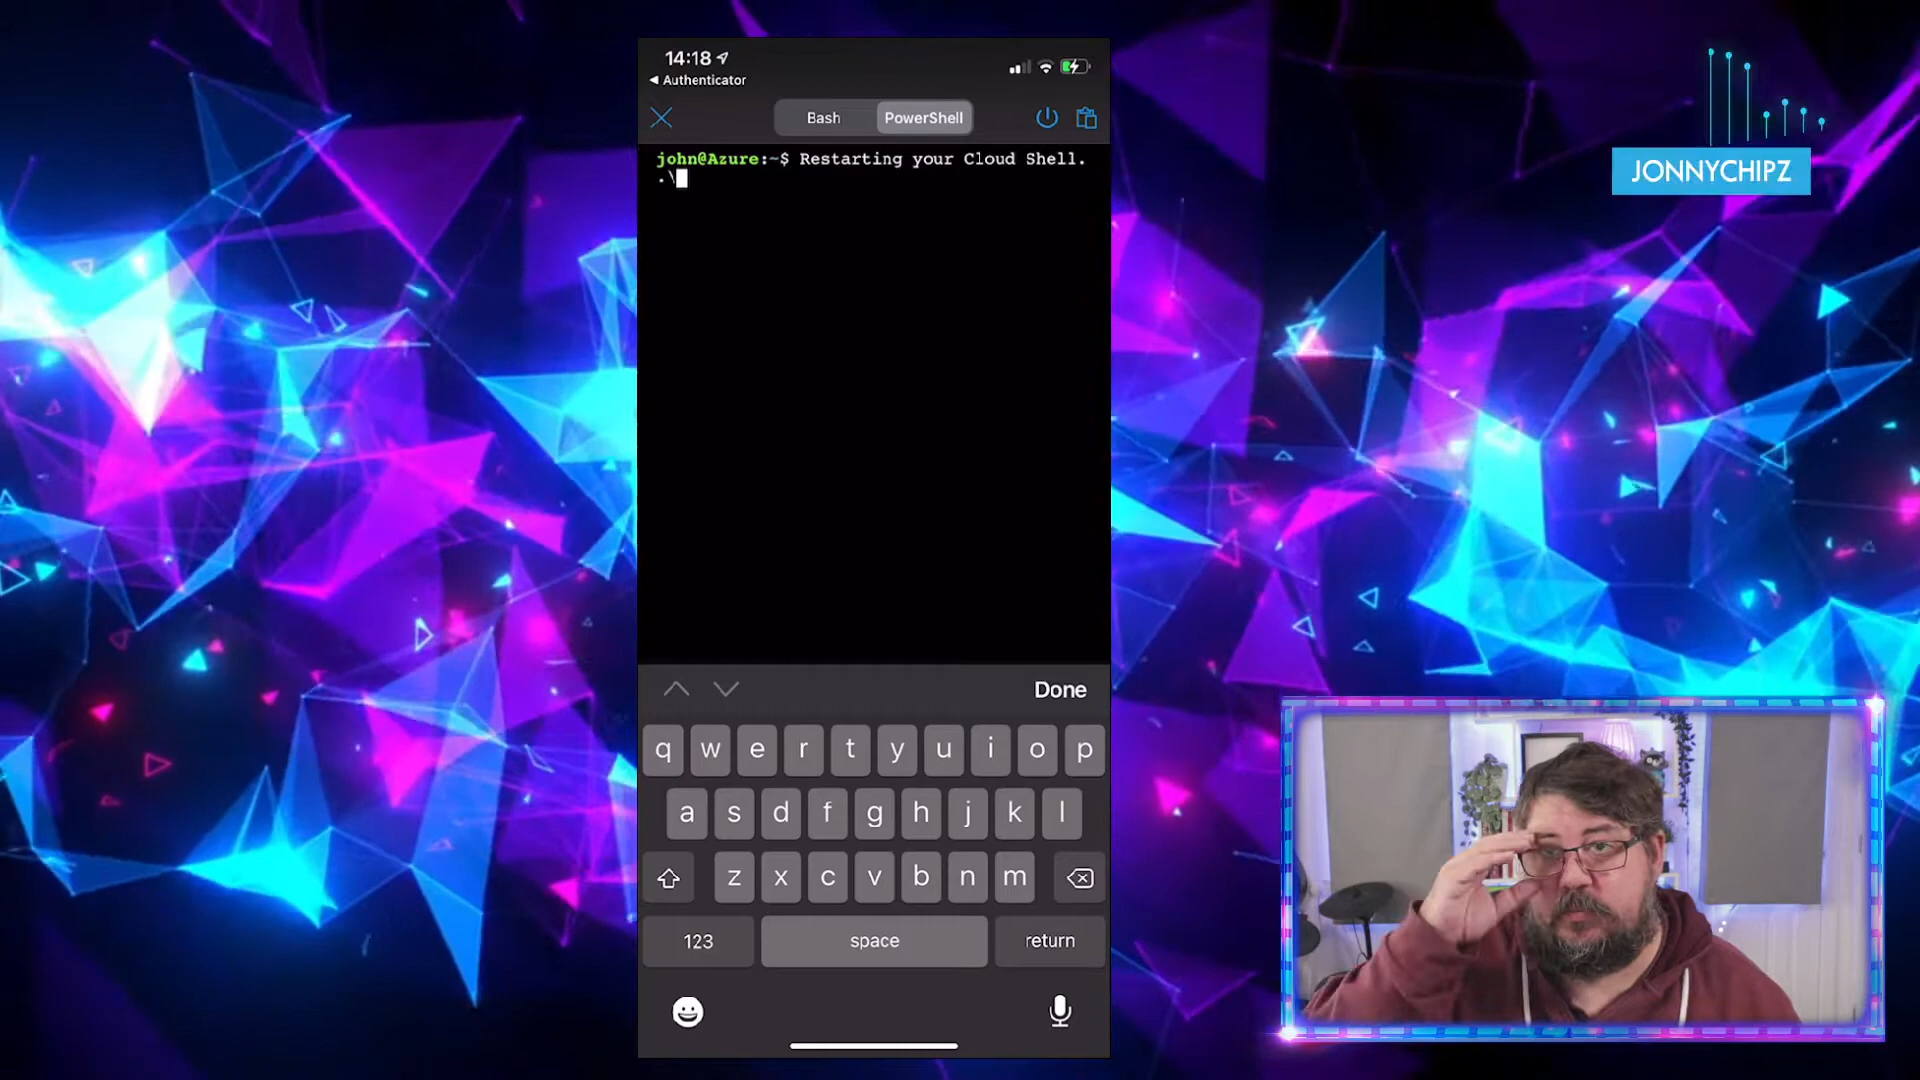 14:18
Authenticator
Bash
PowerShell
john@Azure:~$ Restarting your Cloud Shell.
.\
Done
q w e r t y u i o p
a s d f g h j k l
z x c v b n m
123
space
return
JONNYCHIPZ